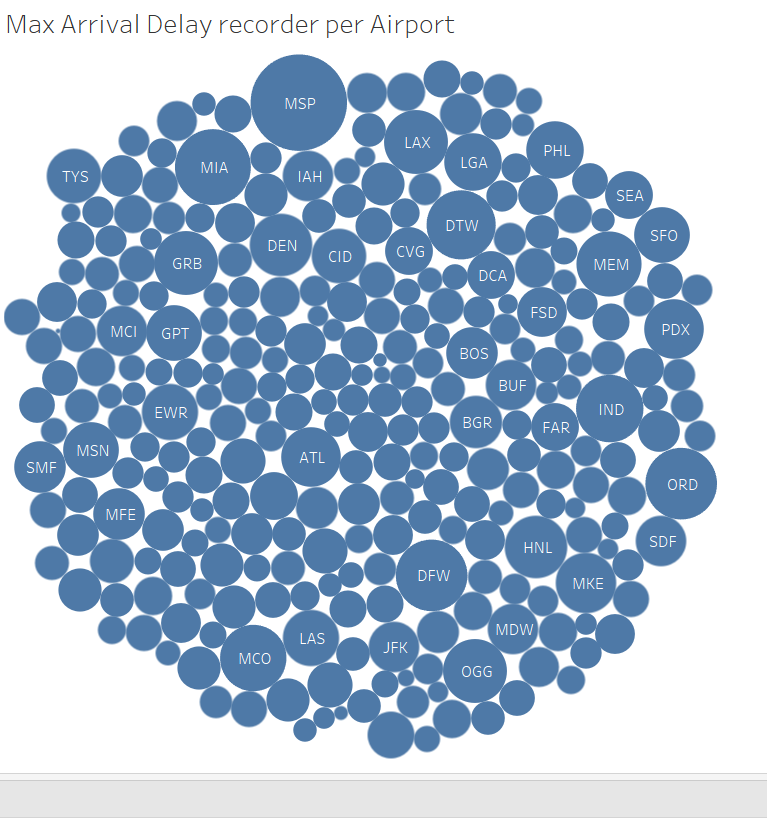 Max Arrival Delay recorder per Airport
MSP
LAX
PHL
LGA
MIA
TYS
IAH
SEA
DTW
SFO
DEN
CVG
CID
GRB
MEM
DCA
FSD
PDX
MCI
GPT
BOS
BUF
IND
EWR
BGR
FAR
MSN
ATL
SMF
ORD
MFE
SDF
HNL
DFW
MKE
MDW
LAS
JFK
MCO
OGG